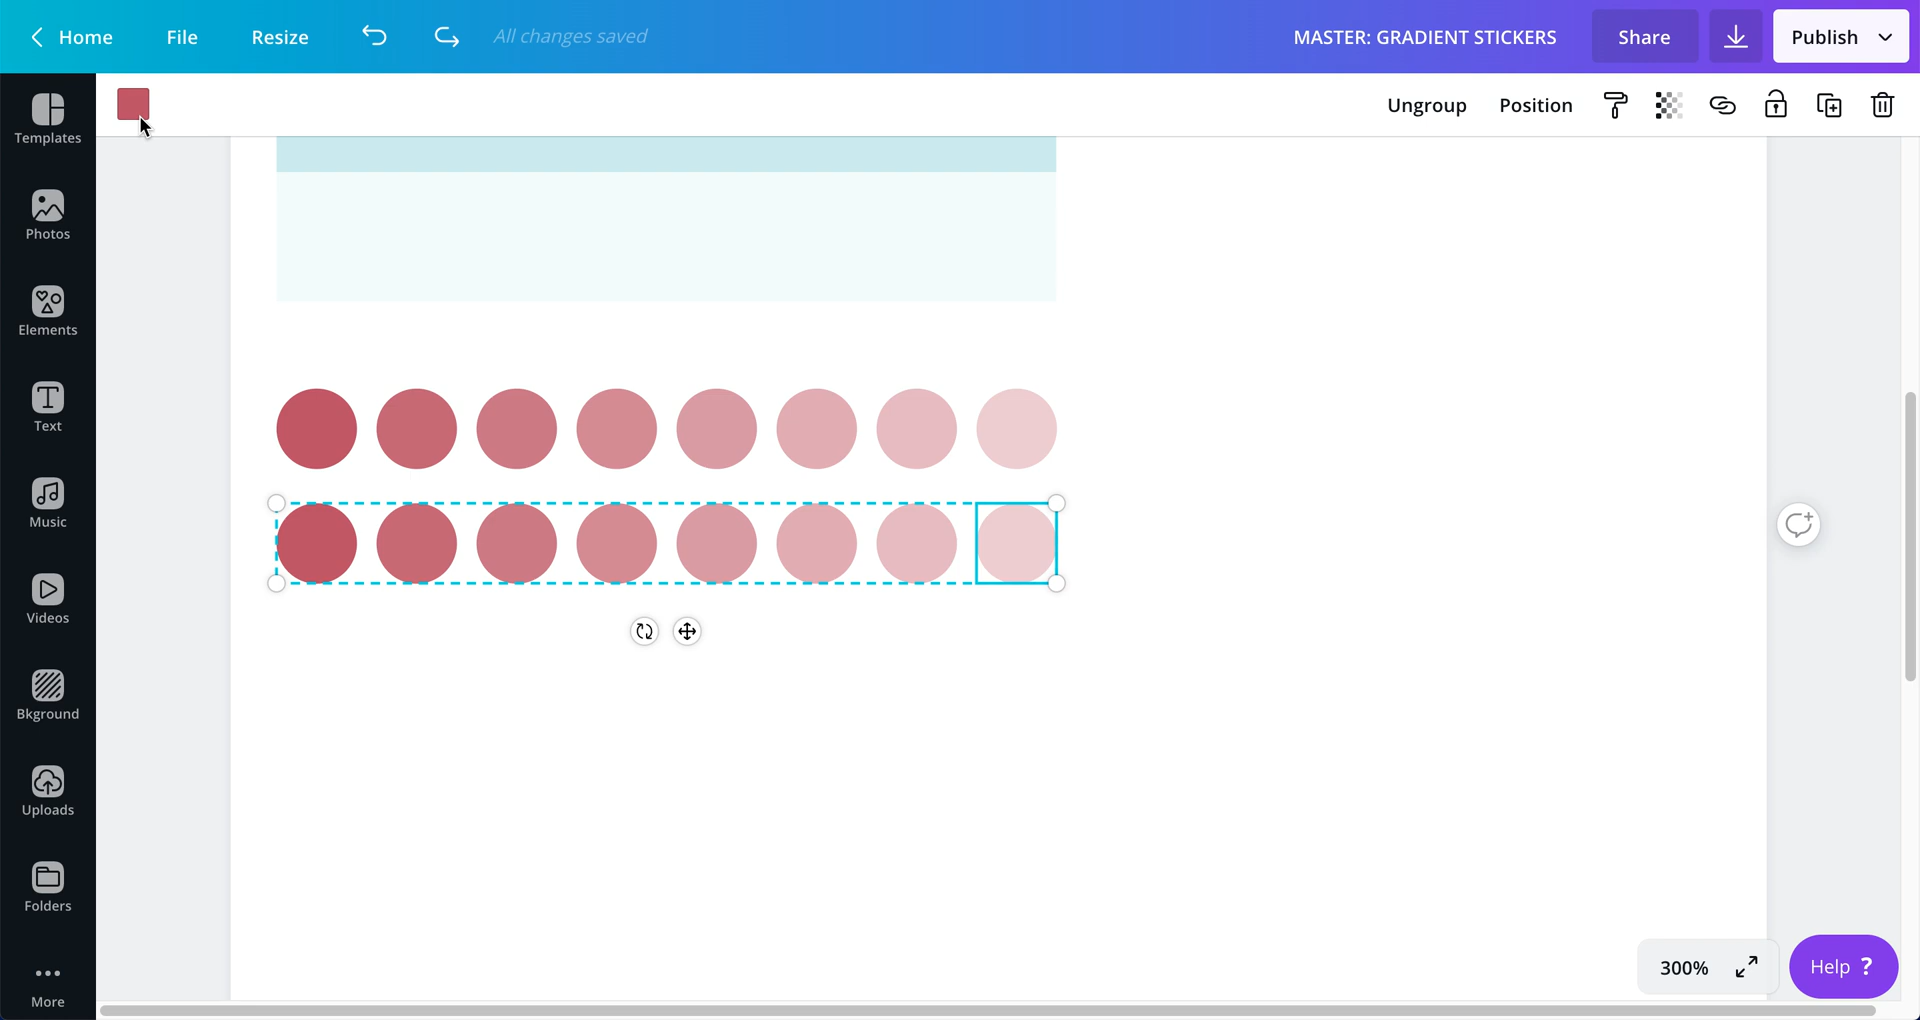 Home File Resize All changes saved MASTER: GRADIENT STICKERS Share Publish
Ungroup Position
Templates
Photos
Elements
Text
Music
Videos
Bkground
Uploads
Folders
More
300% Help ?